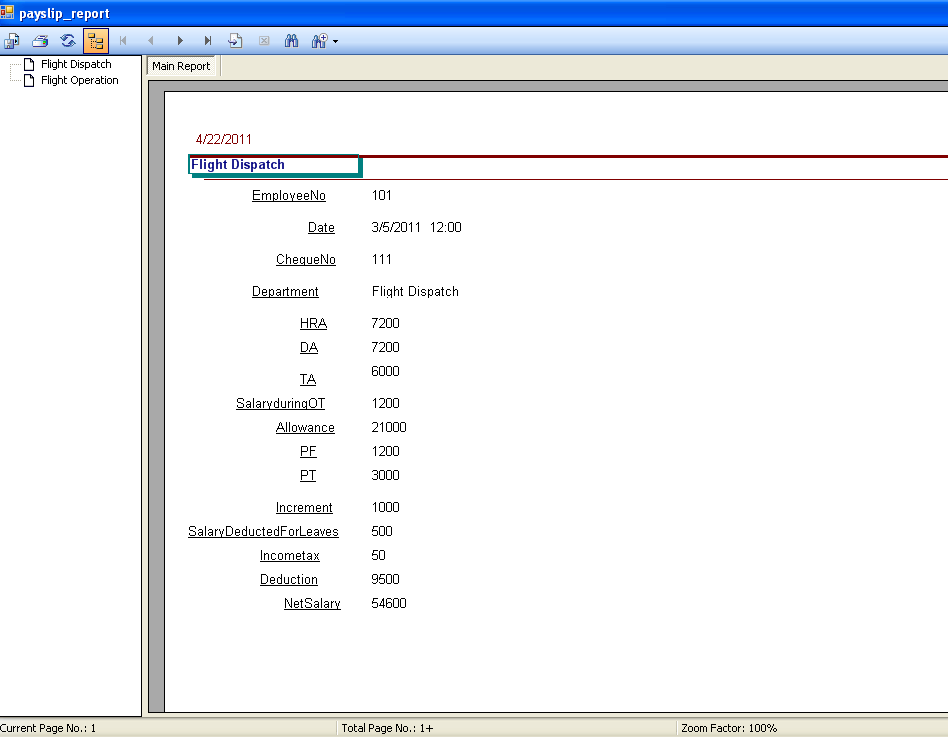 payslip_report
Flight Dispatch
Flight Operation
Main Report
4/22/2011
Flight Dispatch
EmployeeNo 101
Date 3/5/2011 12:00
ChequeNo 111
Department Flight Dispatch
HRA 7200
DA 7200
TA 6000
SalaryduringOT 1200
Allowance 21000
PF 1200
PT 3000
Increment 1000
SalaryDeductedForLeaves 500
Incometax 50
Deduction 9500
NetSalary 54600
Current Page No.: 1 Total Page No.: 1+ Zoom Factor: 100%